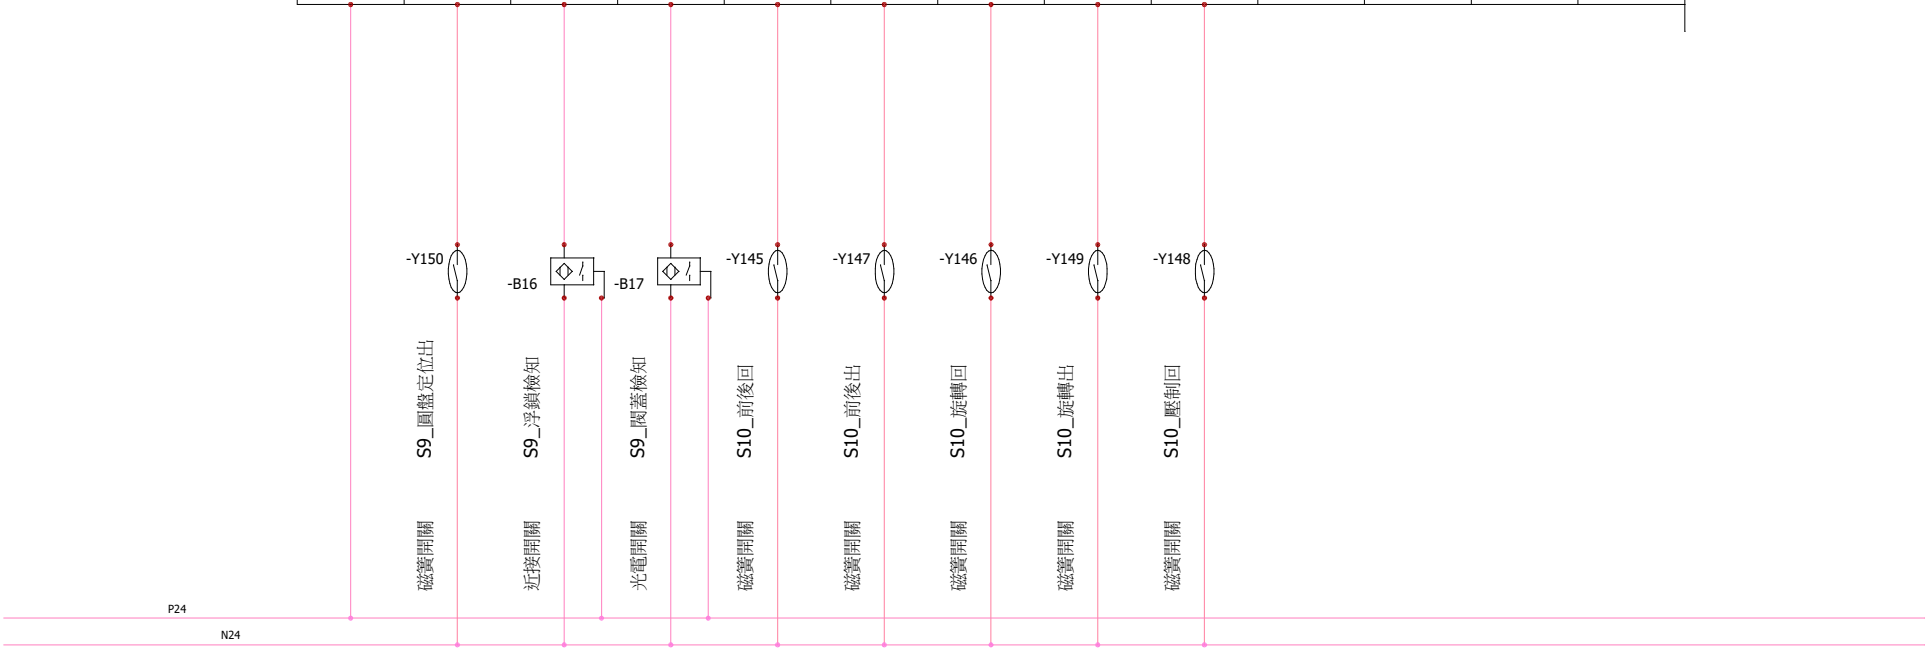 -Y150
-B16
-B17
-Y145
-Y147
-Y146
-Y149
-Y148
S9_圓盤定位出
S9_浮鎖檢知
S9_閥蓋檢知
S10_前後回
S10_前後出
S10_旋轉回
S10_旋轉出
S10_壓制回
磁簧開關
近接開關
光電開關
磁簧開關
磁簧開關
磁簧開關
磁簧開關
磁簧開關
P24
N24